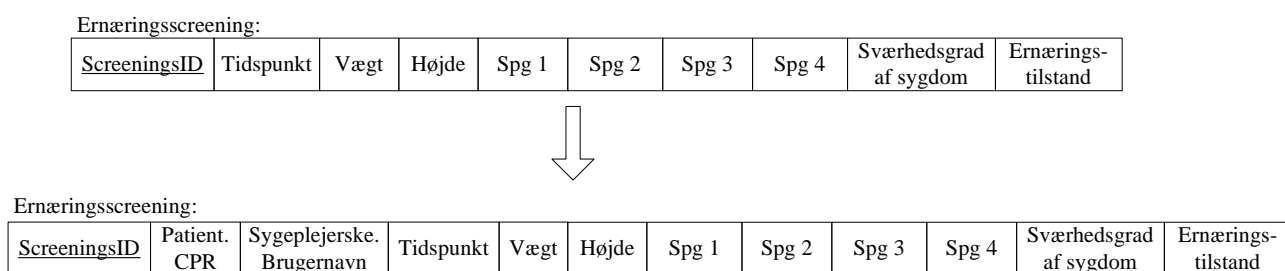 Ernæringsscreening:
ScreeningsID Tidspunkt Vægt Højde Spg 1 Spg 2 Spg 3 Spg 4 Sværhedsgrad af sygdom Ernærings-tilstand
Ernæringsscreening:
ScreeningsID Patient. CPR Sygeplejerske. Brugernavn Tidspunkt Vægt Højde Spg 1 Spg 2 Spg 3 Spg 4 Sværhedsgrad af sygdom Ernærings-tilstand